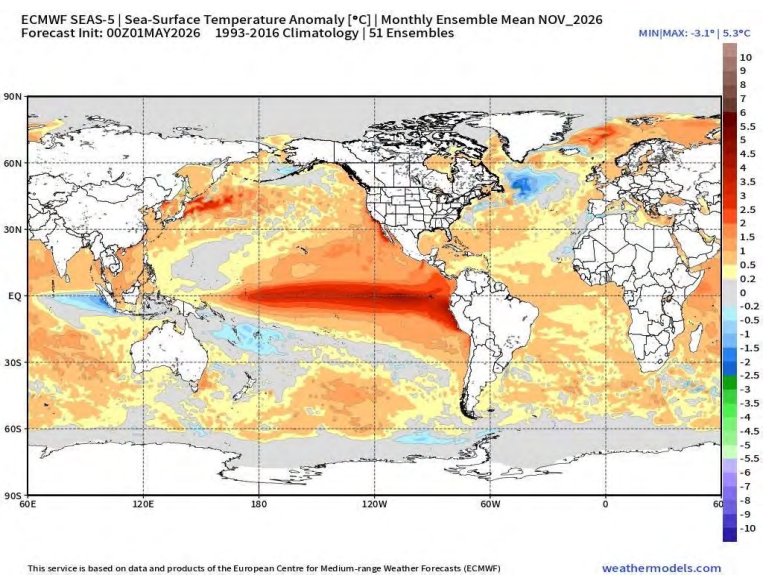 ECMWF SEAS-5 | Sea-Surface Temperature Anomaly [°C] | Monthly Ensemble Mean NOV_2026
Forecast Init: 00Z01MAY2026 1993-2016 Climatology | 51 Ensembles
MIN|MAX: -3.1° | 5.3°C
90N
60N
30N
EQ
30S
60S
90S
60E
120E
180
120W
60W
0
60
10
9
8
7
6
5.5
5
4.5
4
3.5
3
2.5
2
1.5
1
0.5
0.2
0
-0.2
-0.5
-1
-1.5
-2
-2.5
-3
-3.5
-4
-4.5
-5
-5.5
-6
-7
-8
-9
-10
This service is based on data and products of the European Centre for Medium-range Weather Forecasts (ECMWF)
weathermodels.com